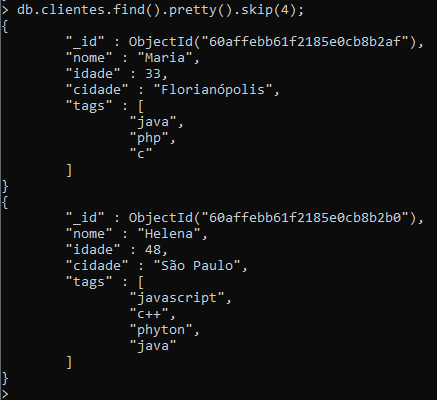 > db.clientes.find().pretty().skip(4);
{
        "_id" : ObjectId("60affebb61f2185e0cb8b2af"),
        "nome" : "Maria",
        "idade" : 33,
        "cidade" : "Florianópolis",
        "tags" : [
                "java",
                "php",
                "c"
        ]
}
{
        "_id" : ObjectId("60affebb61f2185e0cb8b2b0"),
        "nome" : "Helena",
        "idade" : 48,
        "cidade" : "São Paulo",
        "tags" : [
                "javascript",
                "c++",
                "phyton",
                "java"
        ]
}
>